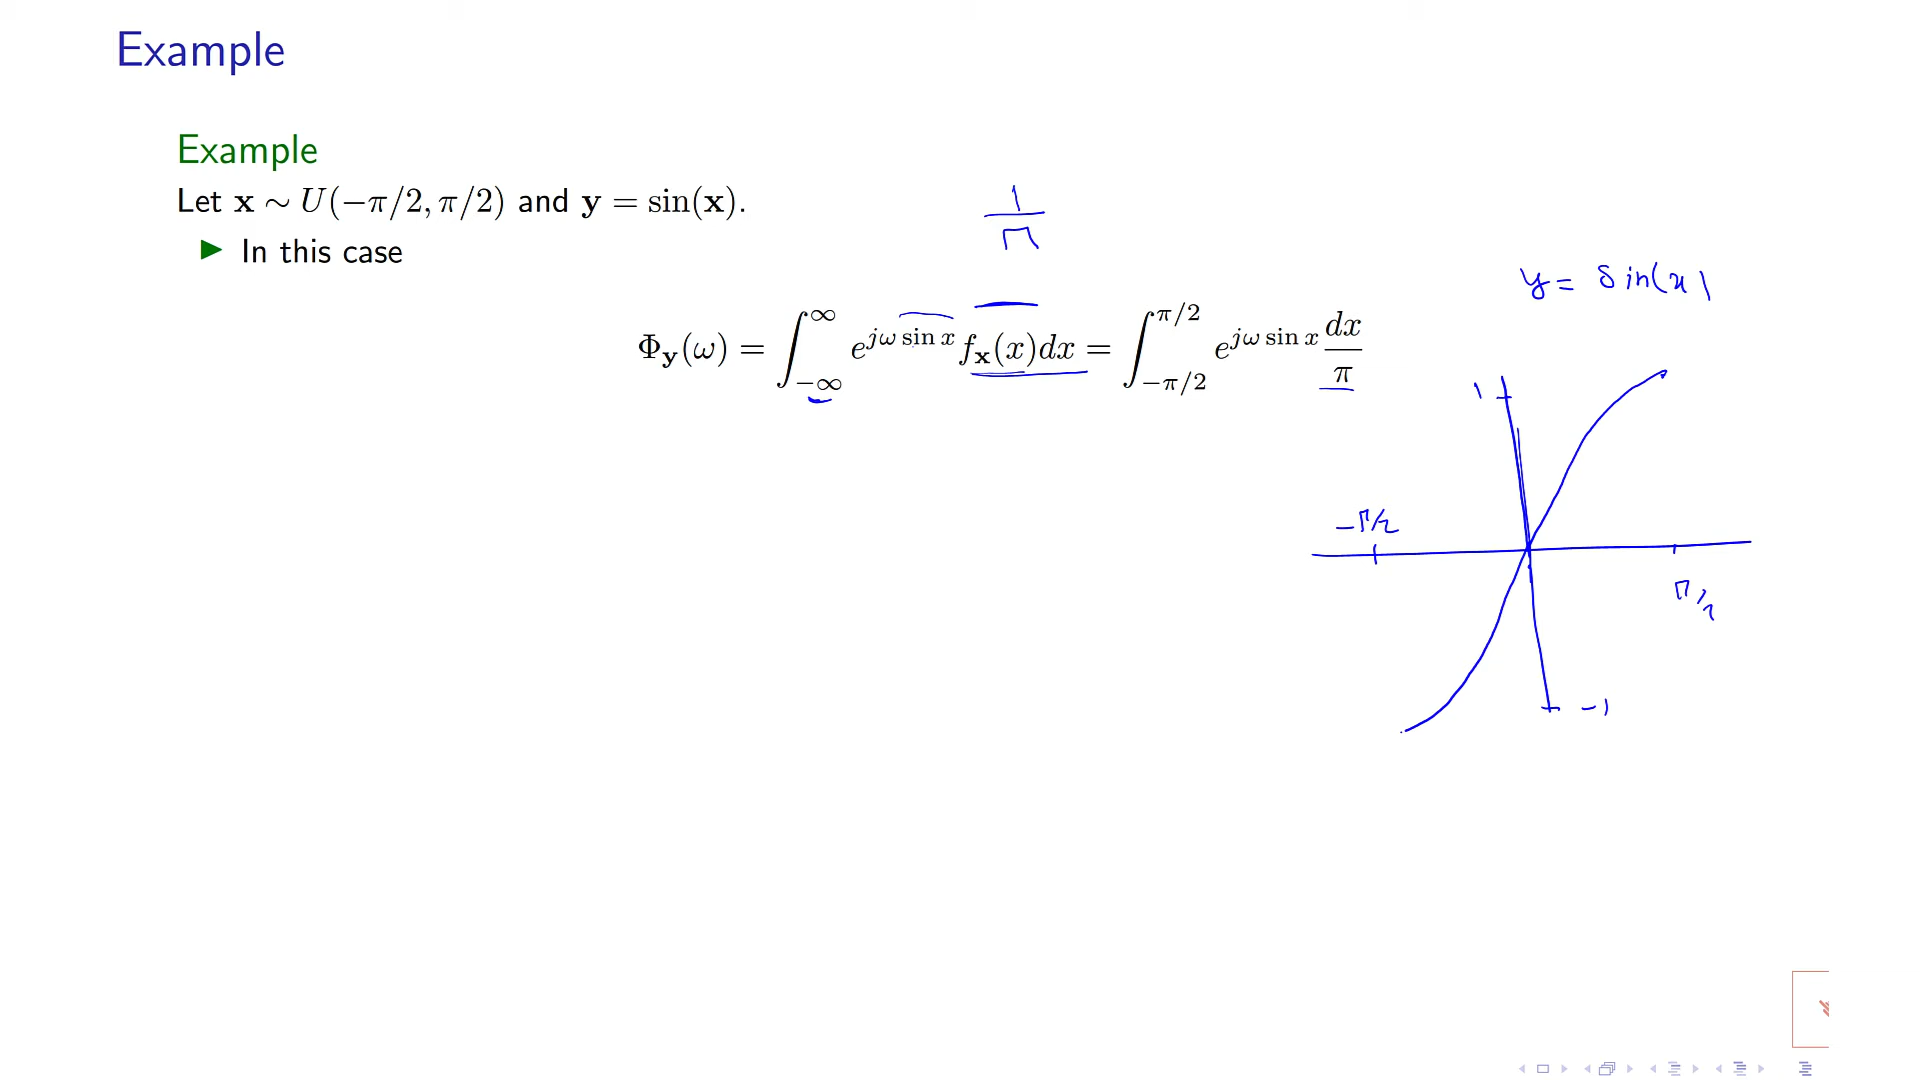 Example
Example
Let x ∼ U(−π/2, π/2) and y = sin(x).
▶ In this case
1/π
Φ_y(ω) = ∫_{−∞}^{∞} e^{jω sin x} f_x(x)dx = ∫_{−π/2}^{π/2} e^{jω sin x} dx/π
y = sin(x)
1
−π/2
π/2
−1